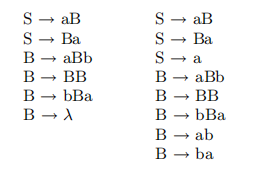 S → aB
S → Ba
B → aBb
B → BB
B → bBa
B → λ
S → aB
S → Ba
S → a
B → aBb
B → BB
B → bBa
B → ab
B → ba